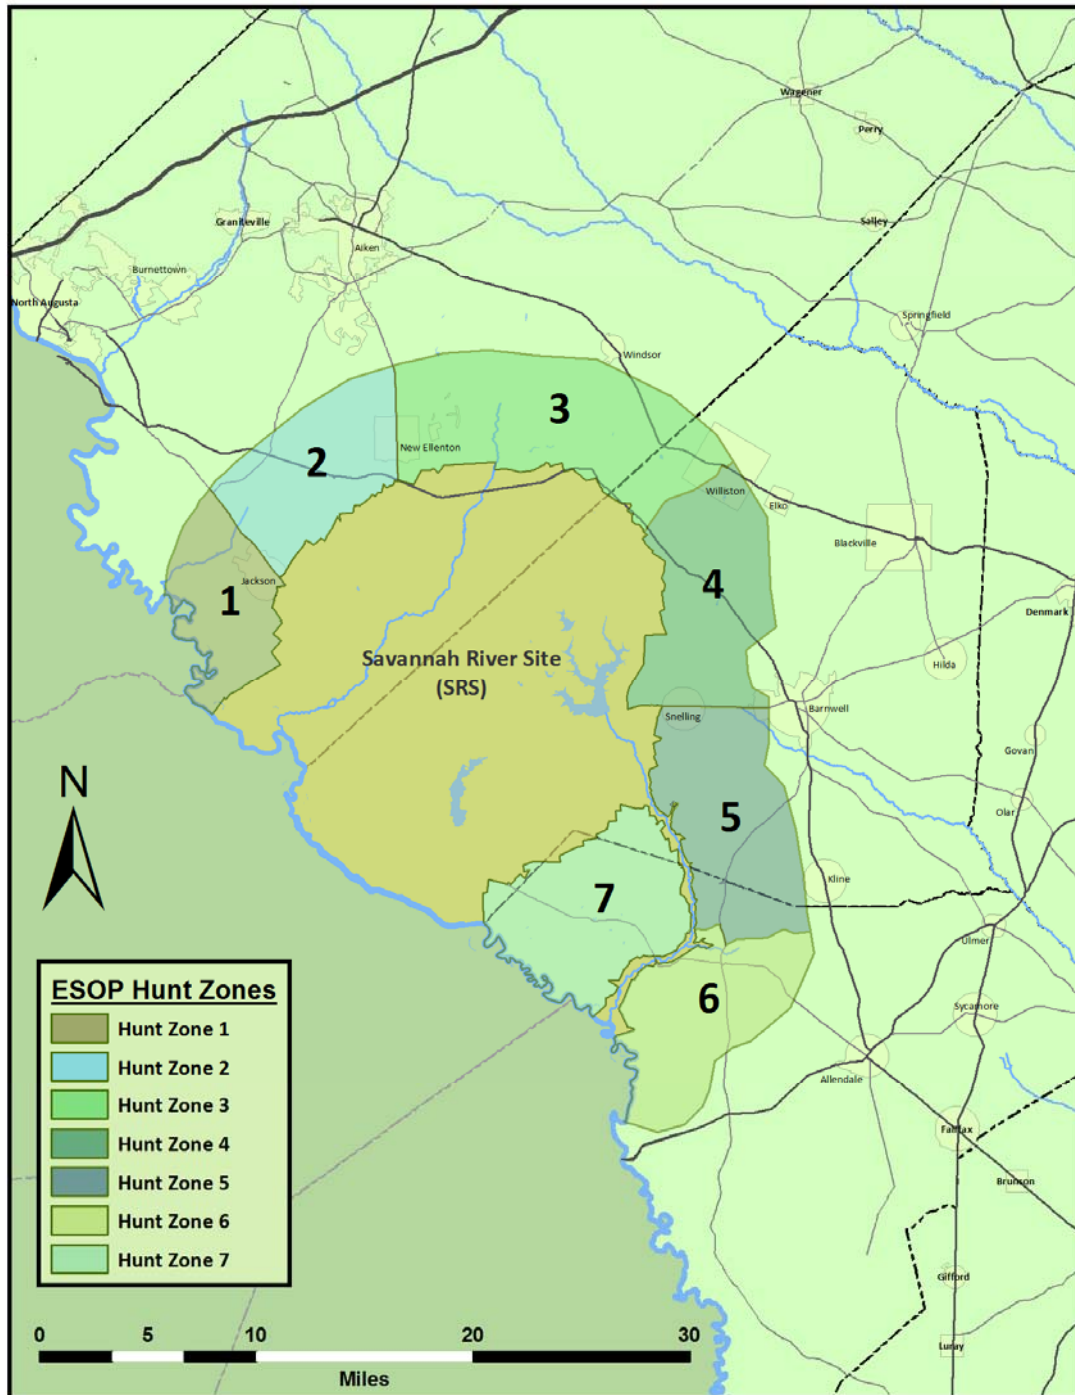 Wagener
Perry
Graniteville
Salley
Aiken
Burnettown
North Augusta
Springfield
Windsor
3
New Ellenton
2
Williston
Elko
Blackville
Jackson
4
1
Denmark
Savannah River Site
(SRS)
Hilda
Snelling
Barnwell
Govan
N
5
Olar
Kline
7
Ulmer
6
Sycamore
Allendale
Fairfax
Brunson
Gifford
Luray
ESOP Hunt Zones
Hunt Zone 1
Hunt Zone 2
Hunt Zone 3
Hunt Zone 4
Hunt Zone 5
Hunt Zone 6
Hunt Zone 7
0 5 10 20 30
Miles